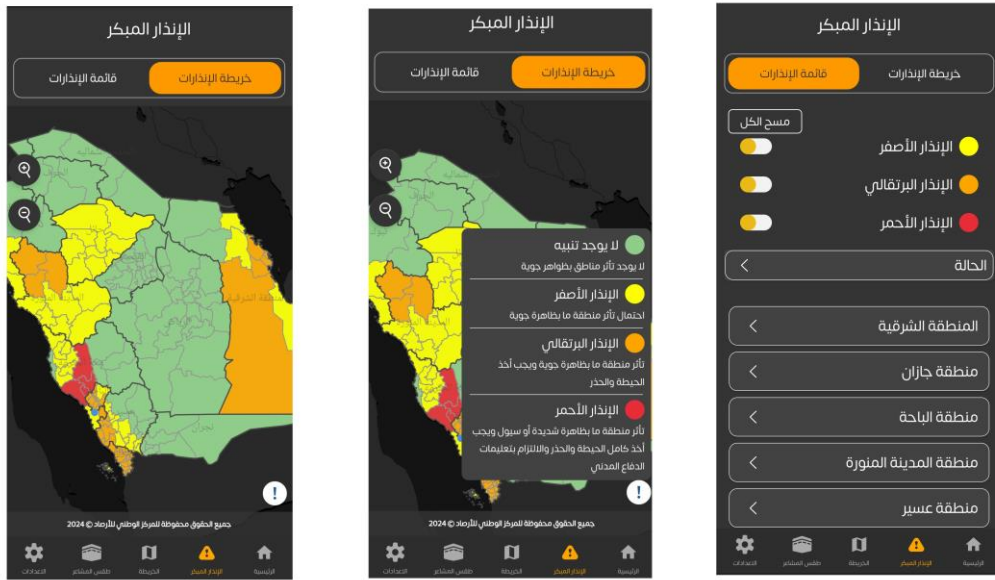 الإنذار المبكر
خريطة الإنذارات
قائمة الإنذارات
الرياض
نجران
جميع الحقوق محفوظة للمركز الوطني للأرصاد © 2024
الرئيسية
الإنذار المبكر
الخريطة
طقس المشاعر
الاعدادات
الإنذار المبكر
خريطة الإنذارات
قائمة الإنذارات
لا يوجد تنبيه
لا يوجد تأثر مناطق بظواهر جوية
الإنذار الأصفر
احتمال تأثر منطقة ما بظاهرة جوية
الإنذار البرتقالي
تأثر منطقة ما بظاهرة جوية ويجب أخذ
الحيطة والحذر
الإنذار الأحمر
تأثر منطقة ما بظاهرة شديدة أو سيول ويجب
أخذ كامل الحيطة والحذر والالتزام بتعليمات
الدفاع المدني
جميع الحقوق محفوظة للمركز الوطني للأرصاد © 2024
الرئيسية
الإنذار المبكر
الخريطة
طقس المشاعر
الاعدادات
الإنذار المبكر
خريطة الإنذارات
قائمة الإنذارات
مسح الكل
الإنذار الأصفر
الإنذار البرتقالي
الإنذار الأحمر
الحالة
المنطقة الشرقية
منطقة جازان
منطقة الباحة
منطقة المدينة المنورة
منطقة عسير
الرئيسية
الإنذار المبكر
الخريطة
طقس المشاعر
الاعدادات